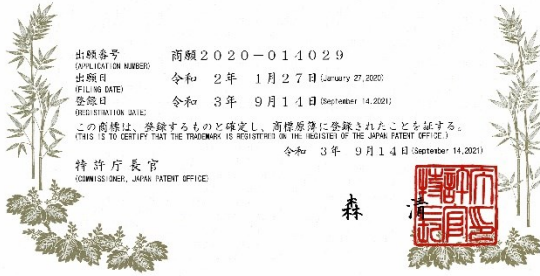 出願番号 商願２０２０－０１４０２９
(APPLICATION NUMBER)
出願日 令和 ２年 １月２７日(January 27,2020)
(FILING DATE)
登録日 令和 ３年 ９月１４日(September 14,2021)
(REGISTRATION DATE)
この商標は、登録するものと確定し、商標原簿に登録されたことを証する。
(THIS IS TO CERTIFY THAT THE TRADEMARK IS REGISTERED ON THE REGISTER OF THE JAPAN PATENT OFFICE.)
令和 ３年 ９月１４日(September 14,2021)
特許庁長官
(COMMISSIONER, JAPAN PATENT OFFICE)
森 清